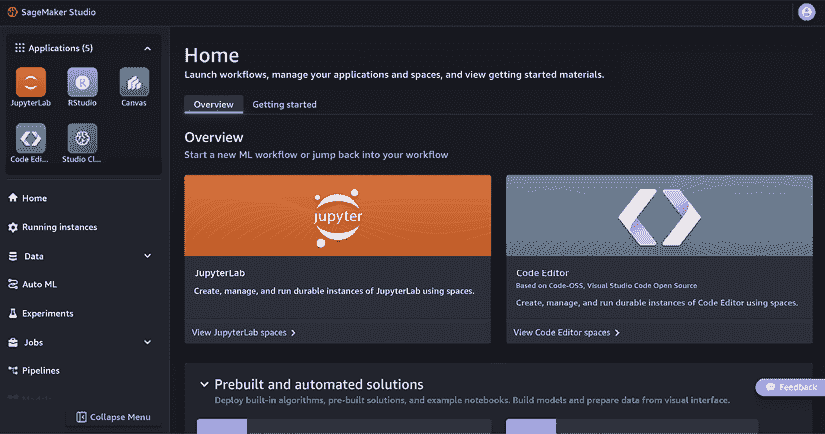 SageMaker Studio
Applications (5)
JupyterLab
RStudio
Canvas
Code Edi...
Studio Cl...
Home
Running instances
Data
Auto ML
Experiments
Jobs
Pipelines
Collapse Menu
Home
Launch workflows, manage your applications and spaces, and view getting started materials.
Overview
Getting started
Overview
Start a new ML workflow or jump back into your workflow
jupyter
JupyterLab
Create, manage, and run durable instances of JupyterLab using spaces.
View JupyterLab spaces
Code Editor
Based on Code-OSS, Visual Studio Code Open Source
Create, manage, and run durable instances of Code Editor using spaces.
View Code Editor spaces
Prebuilt and automated solutions
Deploy built-in algorithms, pre-built solutions, and example notebooks. Build models and prepare data from visual interface.
Feedback